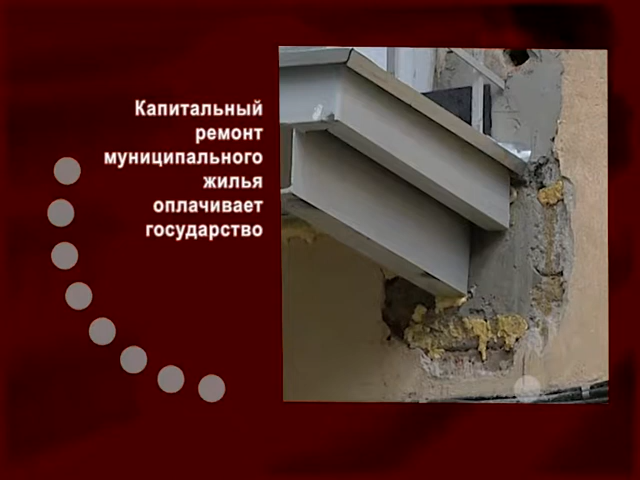 Капитальный
ремонт
муниципального
жилья
оплачивает
государство